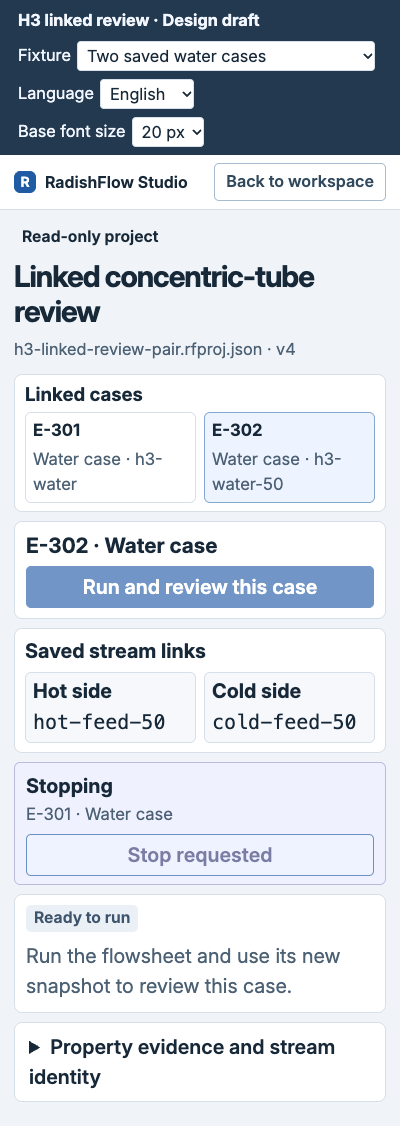 H3 linked review · Design draft
Fixture Two saved water cases
Language English
Base font size 20 px
R RadishFlow Studio Back to workspace
Read-only project
Linked concentric-tube
review
h3-linked-review-pair.rfproj.json · v4
Linked cases
E-301
Water case · h3-
water
E-302
Water case · h3-
water-50
E-302 · Water case
Run and review this case
Saved stream links
Hot side
hot-feed-50
Cold side
cold-feed-50
Stopping
E-301 · Water case
Stop requested
Ready to run
Run the flowsheet and use its new
snapshot to review this case.
Property evidence and stream
identity